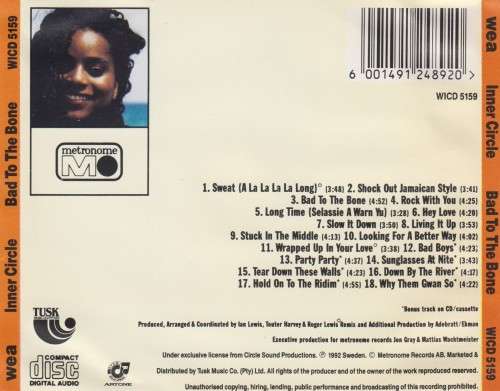 WICD 5159
Bad To The Bone
Inner Circle
wea
metronome
6 001491 248920 >
WICD 5159
1. Sweat (A La La La La Long)° (3:48) 2. Shock Out Jamaican Style (3:41)
3. Bad To The Bone (4:52) 4. Rock With You (4:25)
5. Long Time (Selassie A Warn Yu) (3:28) 6. Hey Love (4:20)
7. Slow It Down (3:50) 8. Living It Up (3:53)
9. Stuck In The Middle (4:13) 10. Looking For A Better Way (4:02)
11. Wrapped Up In Your Love° (3:38) 12. Bad Boys* (3:50)
13. Party Party* (4:37) 14. Sunglasses At Nite* (3:50)
15. Tear Down These Walls* (4:23) 16. Down By The River* (4:17)
17. Hold On To The Ridim* (4:27) 18. Why Them Gwan So* (4:22)
*Bonus track on CD/cassette
Produced, Arranged & Coordinated by Ian Lewis, Touter Harvey & Roger Lewis °Remix and Additional Production by Adebratt/Ekman
Executive production for metronome records Jon Gray & Mattias Wachtmeister
Under exclusive license from Circle Sound Productions. ℗ 1992 Sweden. © Metronome Records AB. Marketed &
Distributed by Tusk Music Co. (Pty) Ltd. All rights of the producer and of the owner of the recorded work reserved.
Unauthorised copying, hiring, lending, public performance and broadcasting of this recording prohibited.
TUSK
COMPACT
disc
DIGITAL AUDIO
ARTONE
wea
Inner Circle
Bad To The Bone
WICD 5159